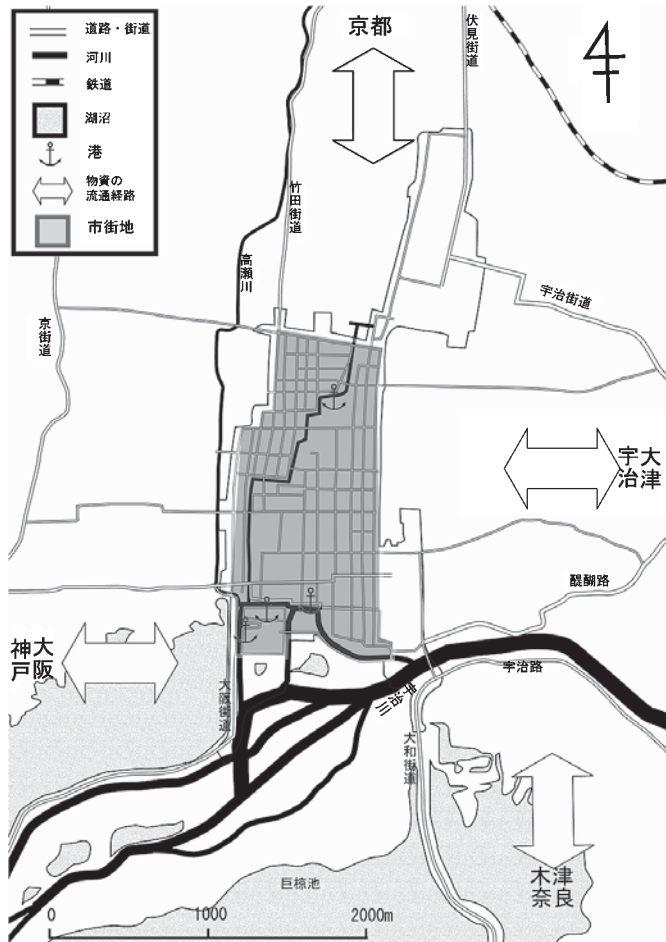 道路・街道
河川
鉄道
湖沼
港
物資の
流通経路
市街地
京都
伏見街道
竹田街道
高瀬川
宇治街道
京街道
大津
宇治
醍醐路
大阪
神戸
宇治路
大阪街道
宇治川
大和街道
木津
奈良
巨椋池
0
1000
2000m